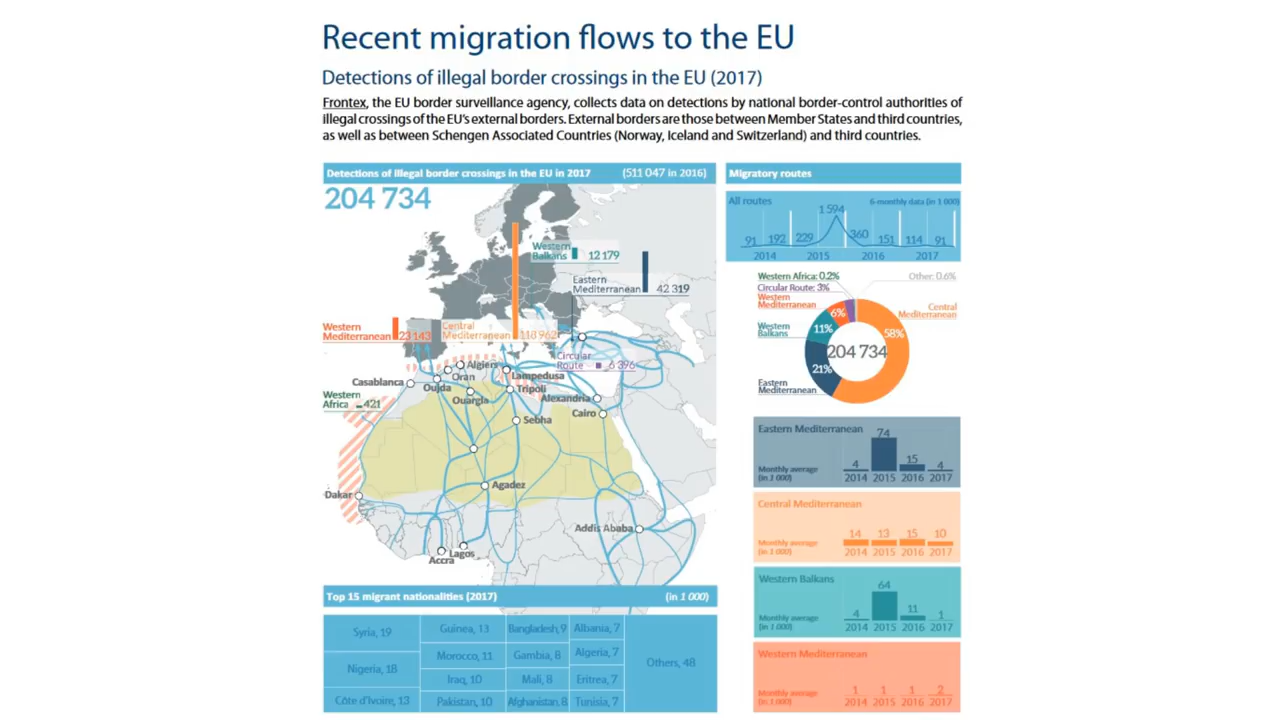 Recent migration flows to the EU
Detections of illegal border crossings in the EU (2017)
Frontex, the EU border surveillance agency, collects data on detections by national border-control authorities of
illegal crossings of the EU's external borders. External borders are those between Member States and third countries,
as well as between Schengen Associated Countries (Norway, Iceland and Switzerland) and third countries.
Detections of illegal border crossings in the EU in 2017 (511 047 in 2016)
204 734
Western
Balkans 12 179
Eastern
Mediterranean 42 319
Western
Mediterranean 23 143
Central
Mediterranean 118 962
Circular
Route 6 396
Western
Africa 421
Casablanca
Oujda
Oran
Algiers
Ouargla
Lampedusa
Tripoli
Alexandria
Cairo
Sebha
Agadez
Dakar
Addis Ababa
Accra
Lagos
Top 15 migrant nationalities (2017) (in 1 000)
Syria, 19
Nigeria, 18
Côte d'Ivoire, 13
Guinea, 13
Morocco, 11
Iraq, 10
Pakistan, 10
Bangladesh, 9
Gambia, 8
Mali, 8
Afghanistan, 8
Albania, 7
Algeria, 7
Eritrea, 7
Tunisia, 7
Others, 48
Migratory routes
All routes 6-monthly data (in 1 000)
91 192 229 1 594 360 151 114 91
2014 2015 2016 2017
Western Africa: 0.2%
Other: 0.6%
Circular Route: 3%
Western
Mediterranean
6%
Central
Mediterranean
58%
Western
Balkans
11%
204 734
21%
Eastern
Mediterranean
Eastern Mediterranean
Monthly average
(in 1 000)
4 74 15 4
2014 2015 2016 2017
Central Mediterranean
Monthly average
(in 1 000)
14 13 15 10
2014 2015 2016 2017
Western Balkans
Monthly average
(in 1 000)
4 64 11 1
2014 2015 2016 2017
Western Mediterranean
Monthly average
(in 1 000)
1 1 1 2
2014 2015 2016 2017